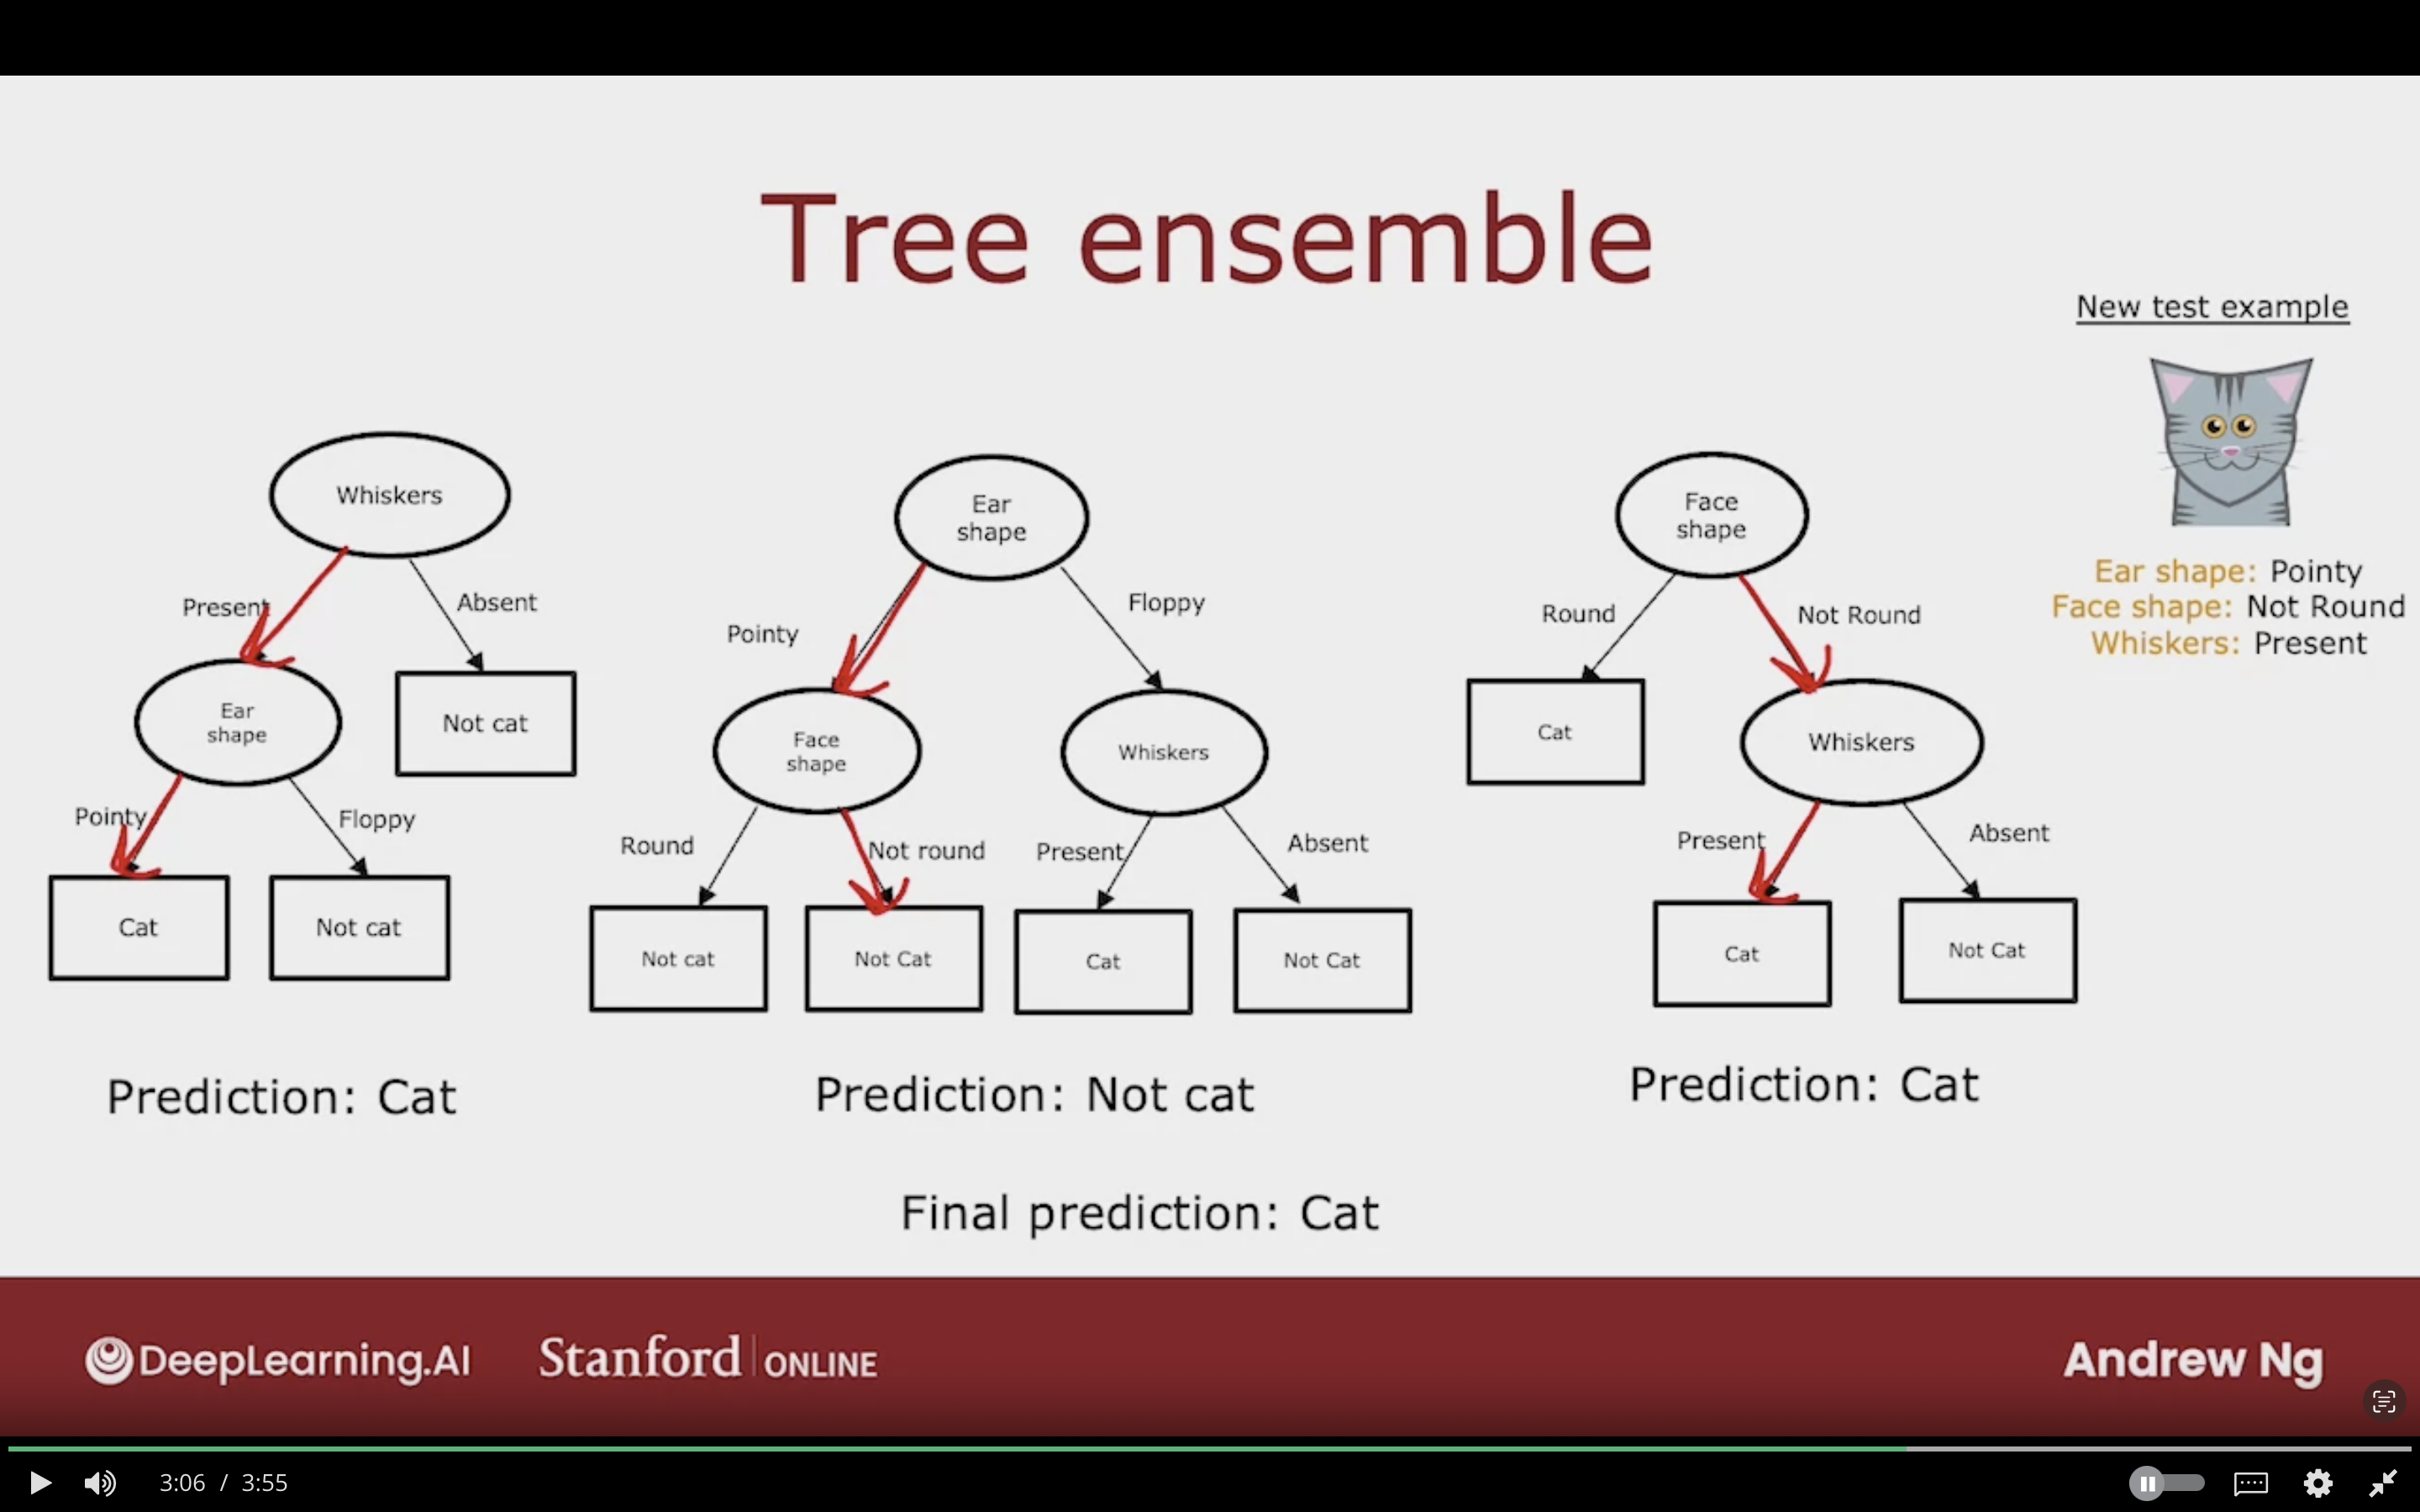 Tree ensemble
New test example
Ear shape: Pointy
Face shape: Not Round
Whiskers: Present
Whiskers
Present
Absent
Ear
shape
Not cat
Pointy
Floppy
Cat
Not cat
Prediction: Cat
Ear
shape
Pointy
Floppy
Face
shape
Whiskers
Round
Not round
Present
Absent
Not cat
Not Cat
Cat
Not Cat
Prediction: Not cat
Face
shape
Round
Not Round
Cat
Whiskers
Present
Absent
Cat
Not Cat
Prediction: Cat
Final prediction: Cat
DeepLearning.AI
Stanford ONLINE
Andrew Ng
3:06 / 3:55